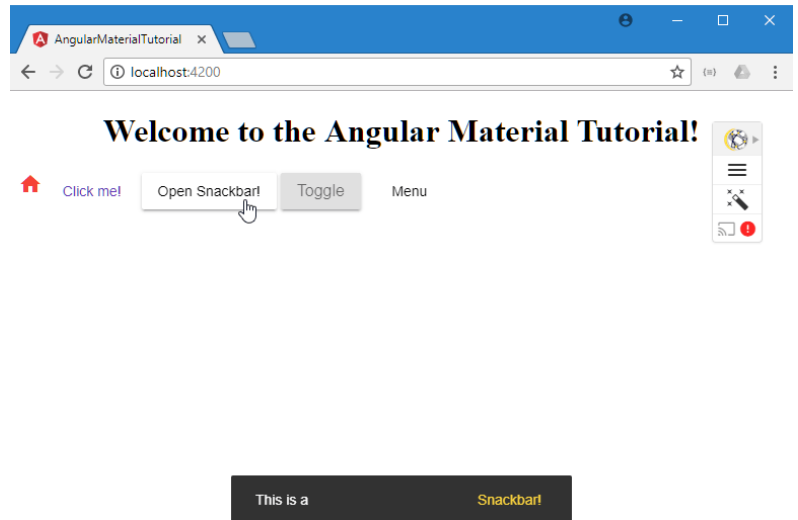 AngularMaterialTutorial
localhost:4200
Welcome to the Angular Material Tutorial!
Click me! Open Snackbar! Toggle Menu
This is a Snackbar!